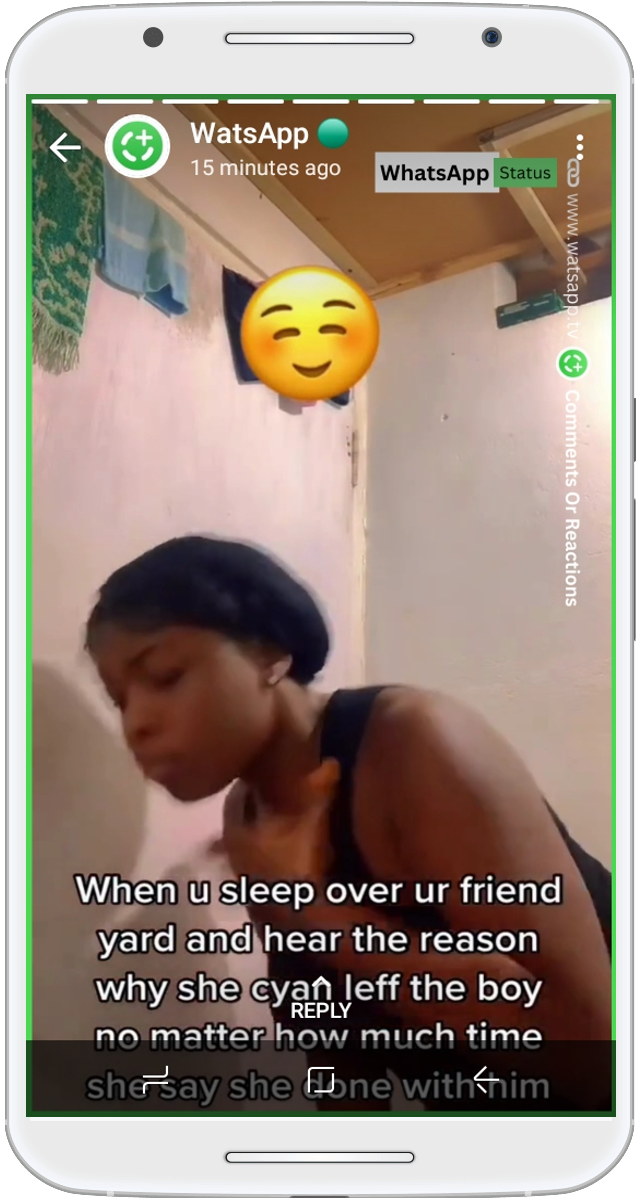 WatsApp
15 minutes ago
WhatsApp Status
www.watsapp.tv
Comments Or Reactions
When u sleep over ur friend
yard and hear the reason
why she cyan leff the boy
REPLY
no matter how much time
she say she done with him